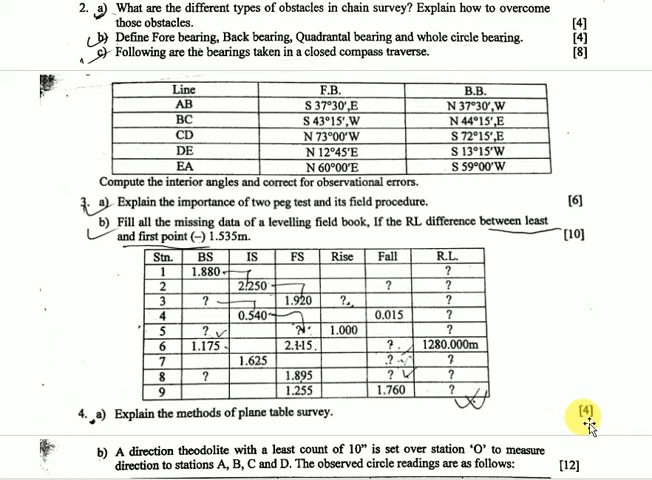 2. a) What are the different types of obstacles in chain survey? Explain how to overcome
those obstacles. [4]
b) Define Fore bearing, Back bearing, Quadrantal bearing and whole circle bearing. [4]
c) Following are the bearings taken in a closed compass traverse. [8]
Line F.B. B.B.
AB S 37°30',E N 37°30',W
BC S 43°15',W N 44°15',E
CD N 73°00'W S 72°15',E
DE N 12°45'E S 13°15'W
EA N 60°00'E S 59°00'W
Compute the interior angles and correct for observational errors.
3. a) Explain the importance of two peg test and its field procedure. [6]
b) Fill all the missing data of a levelling field book, If the RL difference between least
and first point (–) 1.535m. [10]
Stn. BS IS FS Rise Fall R.L.
1 1.880 ?
2 2.250 ? ?
3 ? 1.920 ? ?
4 0.540 0.015 ?
5 ? ? 1.000 ?
6 1.175 2.115 ? 1280.000m
7 1.625 ? ?
8 ? 1.895 ? ?
9 1.255 1.760 ?
4. a) Explain the methods of plane table survey. [4]
b) A direction theodolite with a least count of 10" is set over station 'O' to measure
direction to stations A, B, C and D. The observed circle readings are as follows: [12]